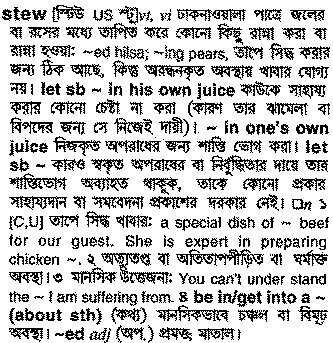 stew [স্টিউ US স্টূ] vt, vi ঢাকনাওয়ালা পাত্রে জলের
বা রসের মধ্যে তাপিত করে কোনো কিছু রান্না করা বা
রান্না হওয়া: ~ed hilsa; ~ing pears, তাপে সিদ্ধ করার
জন্য ঠিক আছে, কিন্তু অরন্ধনকৃত অবস্থায় খাবার যোগ্য
নয়। let sb ~ in his own juice কাউকে সাহায্য
করার কোনো চেষ্টা না করা (কারণ তার ঝামেলা বা
বিপদের জন্য সে নিজেই দায়ী)। ~ in one's own
juice নিজকৃত অপরাধের জন্য শাস্তি ভোগ করা। let
sb ~ কারও স্বকৃত অপরাধের বা নির্বুদ্ধিতার দায়ে তার
শাস্তিভোগ অব্যাহত থাকুক, তাকে কোনো প্রকার
সাহায্যদান বা সমবেদনা প্রকাশের দরকার নেই। □n ১
[C,U] তাপে সিদ্ধ খাবার: a special dish of ~ beef
for our guest. She is expert in preparing
chicken ~. ২ অত্যুত্তপ্ত বা অতিতাপপীড়িত বা ঘর্মাক্ত
অবস্থা। ৩ মানসিক উত্তেজনা: You can't under stand
the ~ I am suffering from. ৪ be in/get into a ~
(about sth) (কথ্য) মানসিকভাবে চঞ্চল বা বিমূঢ়
অবস্থা। ~ed adj (অপ.) প্রমত্ত, মাতাল।